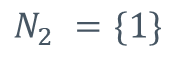 N₂ = {1}